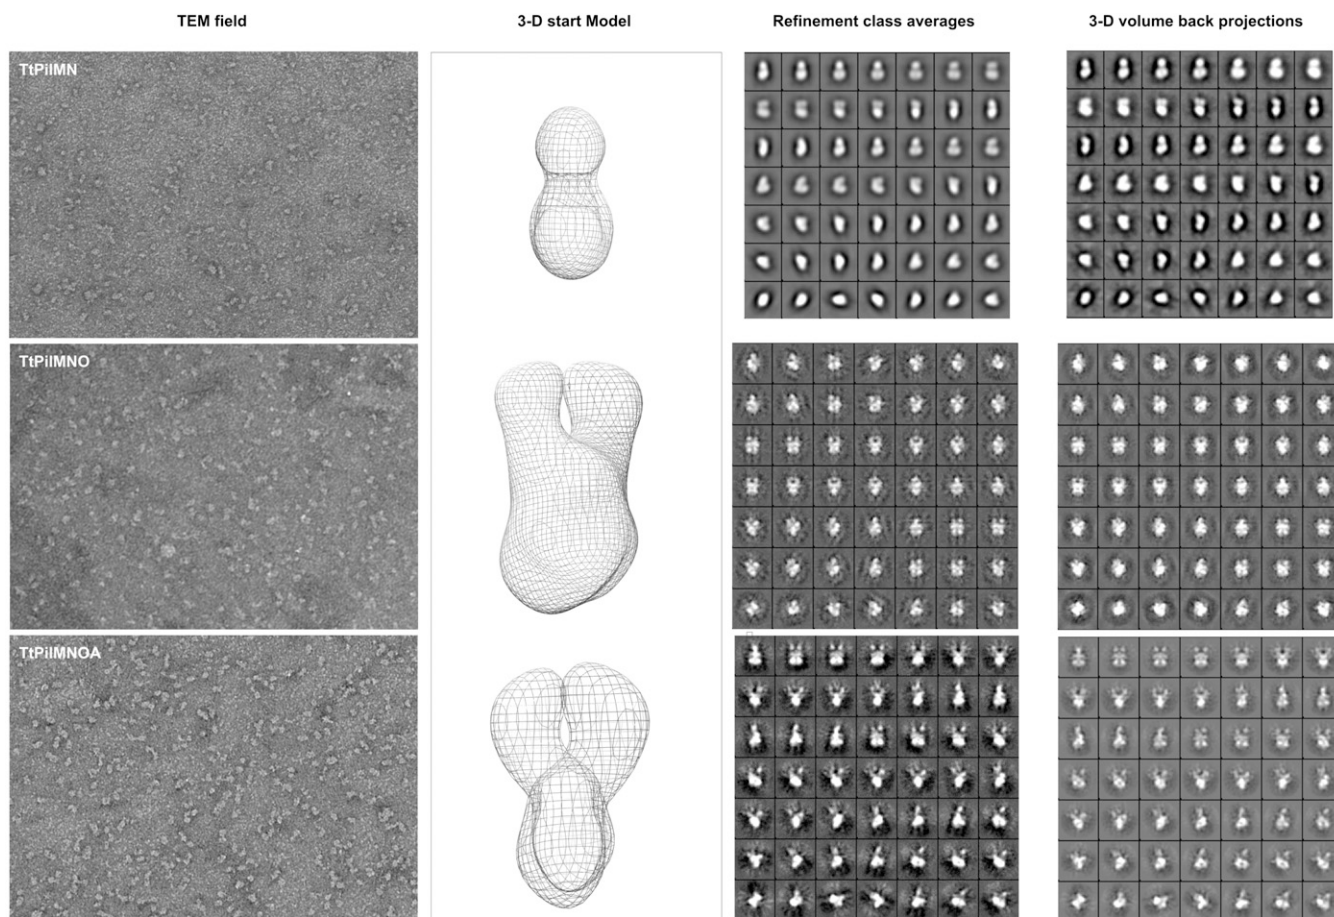 TEM field
3-D start Model
Refinement class averages
3-D volume back projections
TtPilMN
TtPilMNO
TtPilMNOA